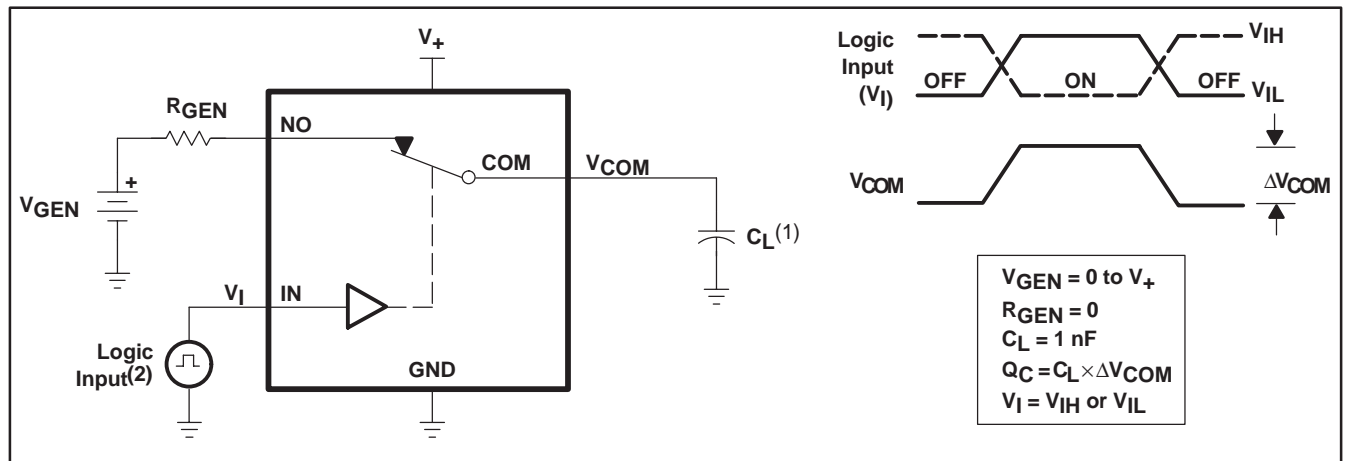 V+
RGEN
NO
COM
VCOM
+
VGEN
CL(1)
VI
IN
Logic
Input(2)
GND
Logic
Input
(VI)
VIH
OFF
ON
OFF
VIL
VCOM
ΔVCOM
VGEN = 0 to V+
RGEN = 0
CL = 1 nF
QC = CL × ΔVCOM
VI = VIH or VIL